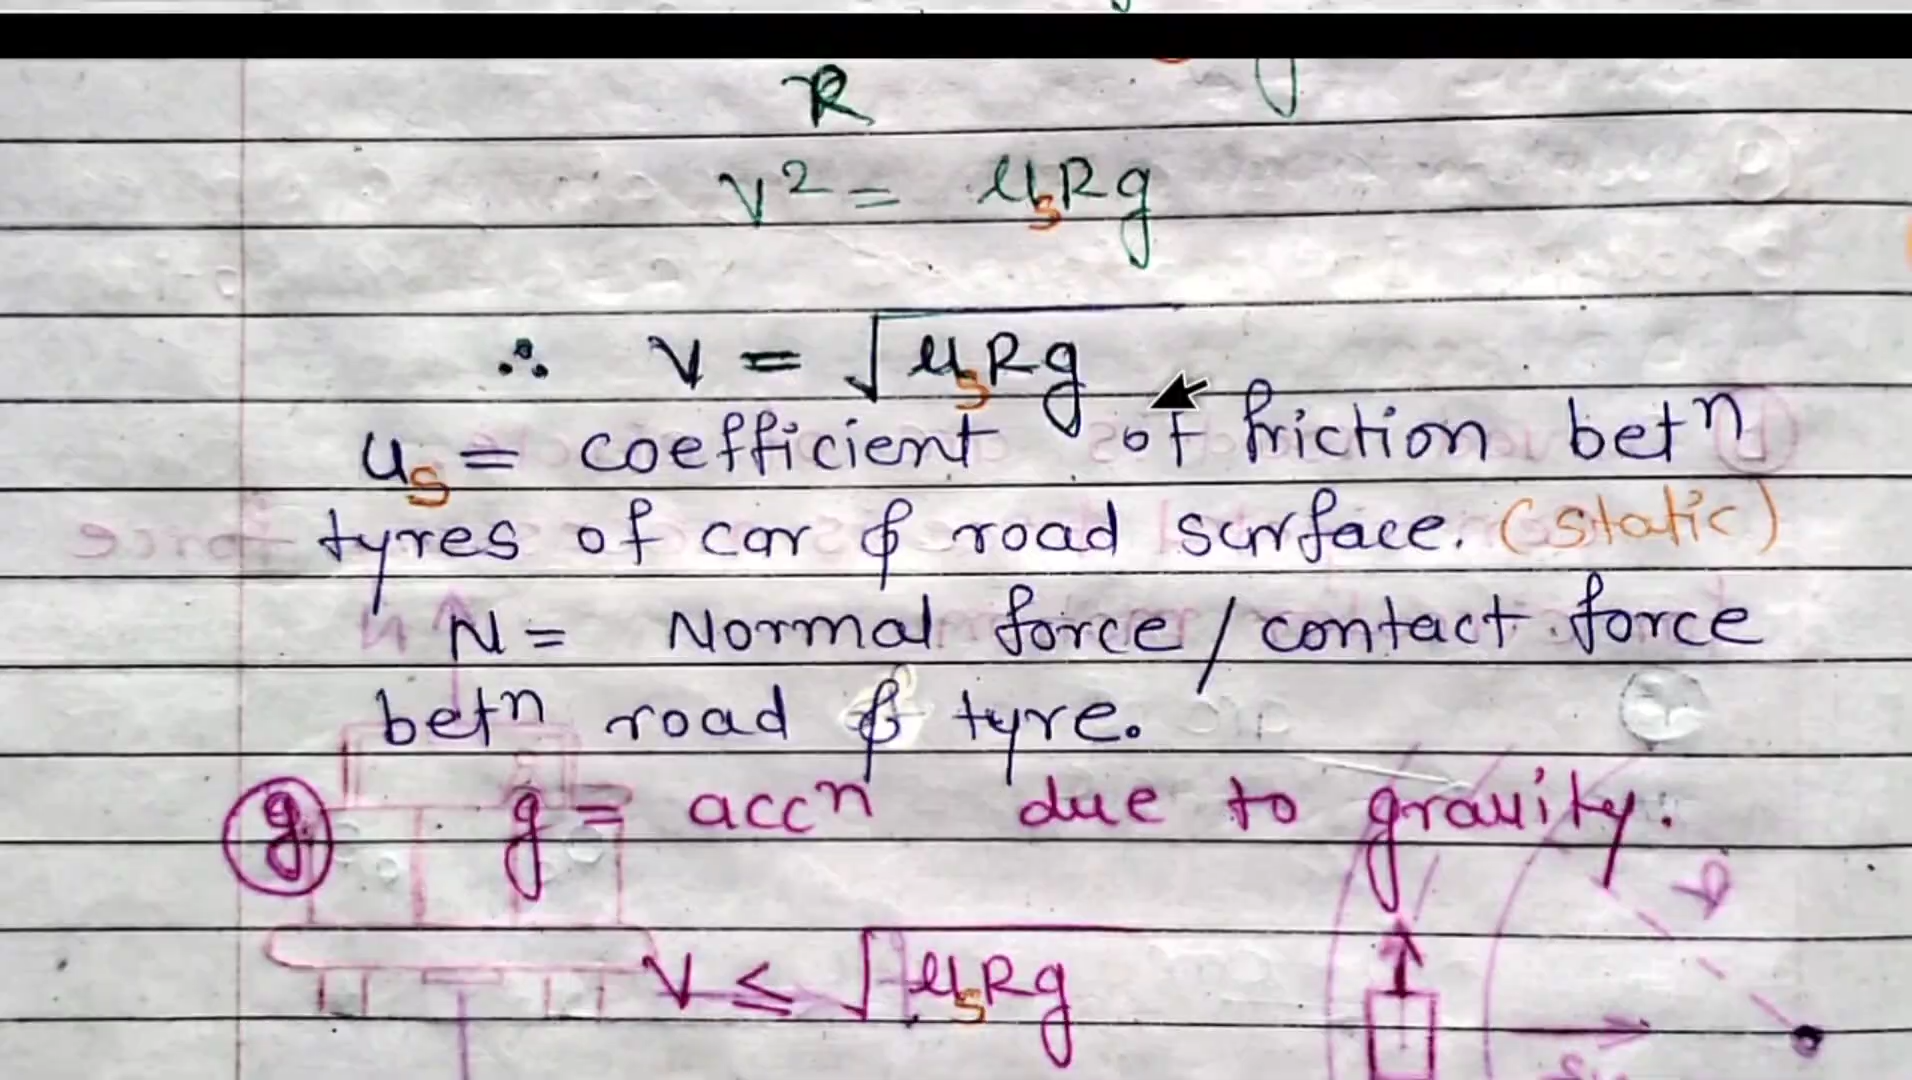 R
v² = μsRg
∴ v = √μsRg
us = coefficient of friction betⁿ
tyres of car & road surface. (static)
N = Normal force / contact force
betⁿ road & tyre.
g. g = accⁿ due to gravity.
v ≤ √μsRg